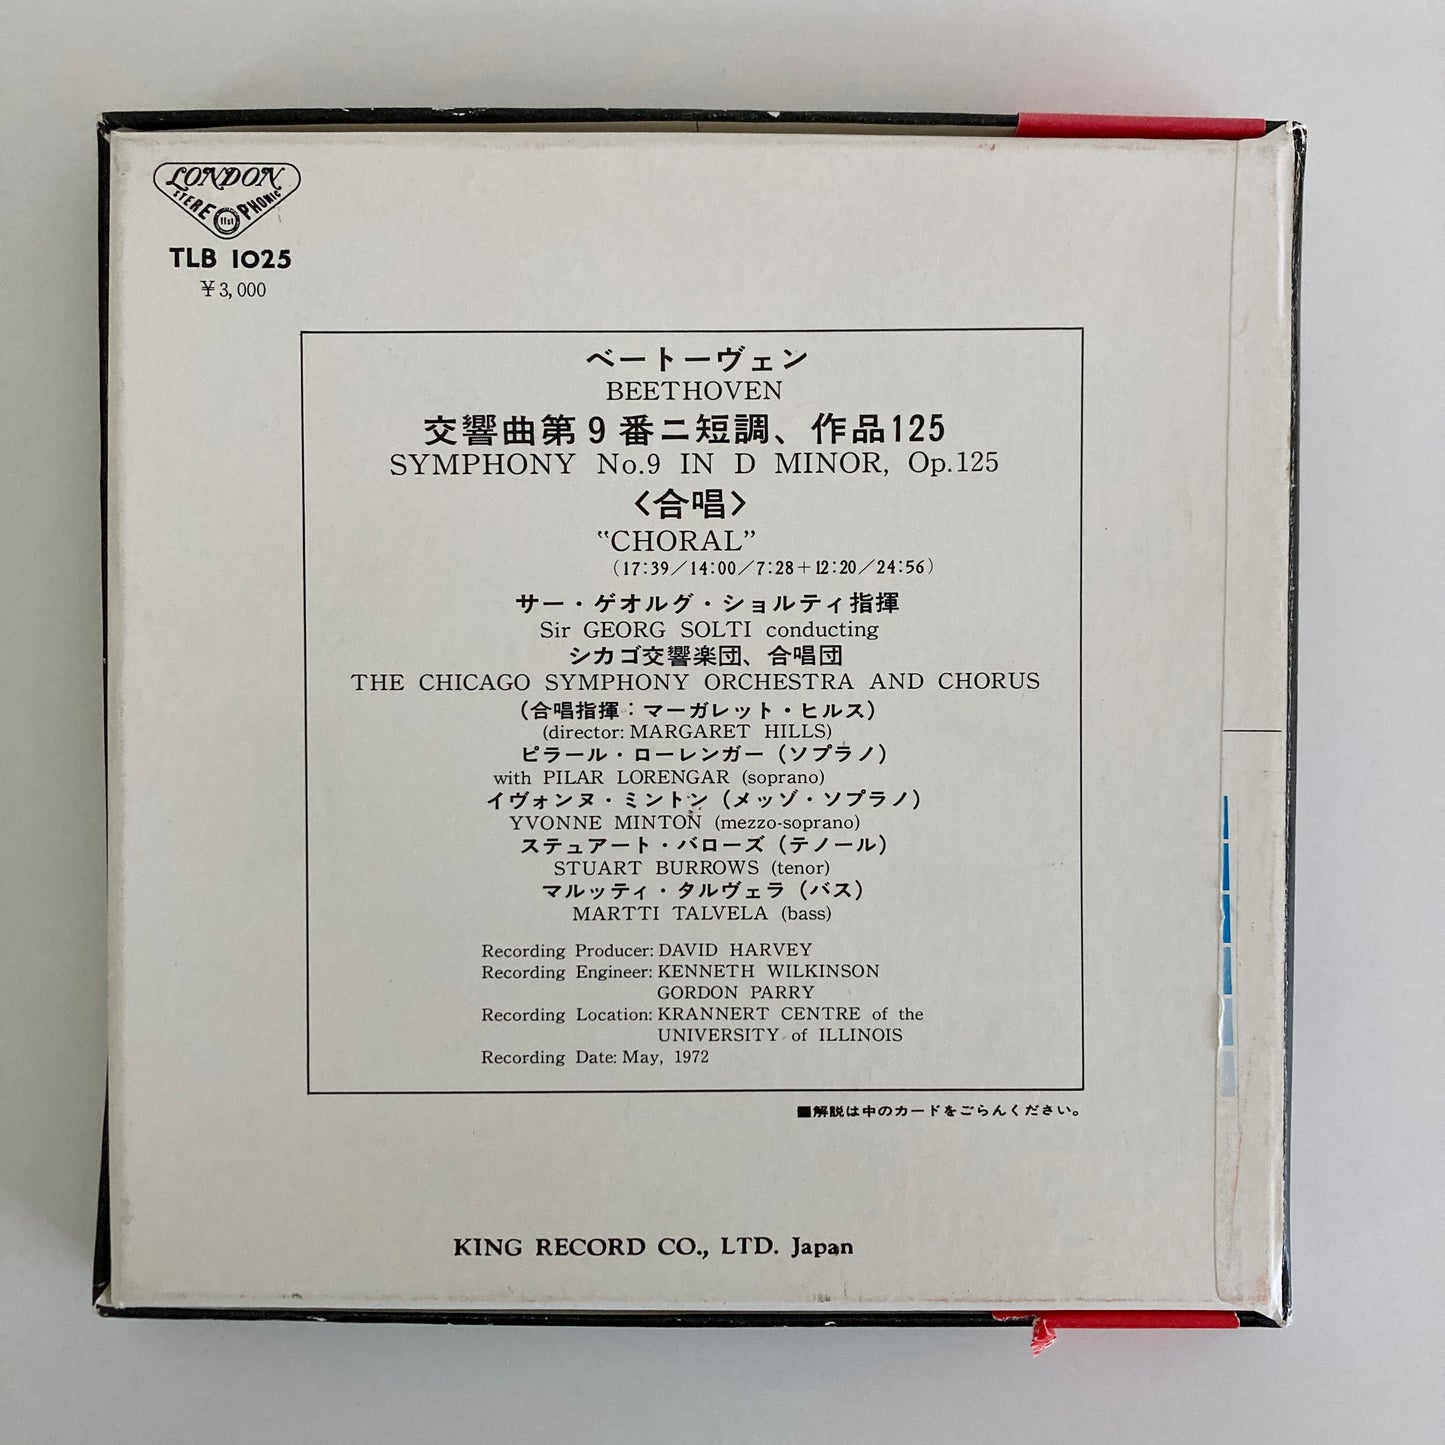 LONDON
STEREOPHONIC
TLB 1025
¥3,000
ベートーヴェン
BEETHOVEN
交響曲第9番ニ短調、作品125
SYMPHONY No.9 IN D MINOR, Op.125
〈合唱〉
"CHORAL"
(17:39／14:00／7:28＋12:20／24:56)
サー・ゲオルグ・ショルティ指揮
Sir GEORG SOLTI conducting
シカゴ交響楽団、合唱団
THE CHICAGO SYMPHONY ORCHESTRA AND CHORUS
(合唱指揮：マーガレット・ヒルス)
(director: MARGARET HILLS)
ピラール・ローレンガー(ソプラノ)
with PILAR LORENGAR (soprano)
イヴォンヌ・ミントン(メッゾ・ソプラノ)
YVONNE MINTON (mezzo-soprano)
ステュアート・バローズ(テノール)
STUART BURROWS (tenor)
マルッティ・タルヴェラ(バス)
MARTTI TALVELA (bass)
Recording Producer: DAVID HARVEY
Recording Engineer: KENNETH WILKINSON
GORDON PARRY
Recording Location: KRANNERT CENTRE of the
UNIVERSITY of ILLINOIS
Recording Date: May, 1972
■解説は中のカードをごらんください。
KING RECORD CO., LTD. Japan